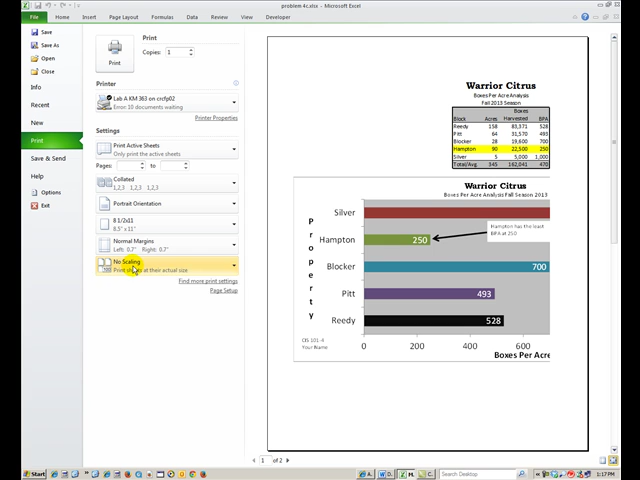 problem 4c.xlsx - Microsoft Excel
File Home Insert Page Layout Formulas Data Review View Developer
Save
Save As
Open
Close
Info
Recent
New
Print
Save & Send
Help
Options
Exit
Print
Print
Copies: 1
Printer
Lab A KM 363 on crcfp02
Error: 10 documents waiting
Printer Properties
Settings
Print Active Sheets
Only print the active sheets
Pages: to
Collated
1,2,3 1,2,3 1,2,3
Portrait Orientation
8 1/2x11
8.5" x 11"
Normal Margins
Left: 0.7" Right: 0.7"
No Scaling
Print sheets at their actual size
Find more print settings
Page Setup
Warrior Citrus
Boxes Per Acre Analysis
Fall 2013 Season
Block Acres Boxes Harvested BPA
Reedy 158 83,371 528
Pitt 64 31,570 493
Blocker 28 19,600 700
Hampton 90 22,500 250
Silver 5 5,000 1,000
Total/Avg. 345 162,041 470
Warrior Citrus
Boxes Per Acre Analysis Fall Season 2013
Property
Silver
Hampton 250
Hampton has the least
BPA at 250
Blocker 700
Pitt 493
Reedy 528
0 200 400 600
Boxes Per Acre
CIS 101-4
Your Name
1 of 2
Start
Search Desktop
1:17 PM